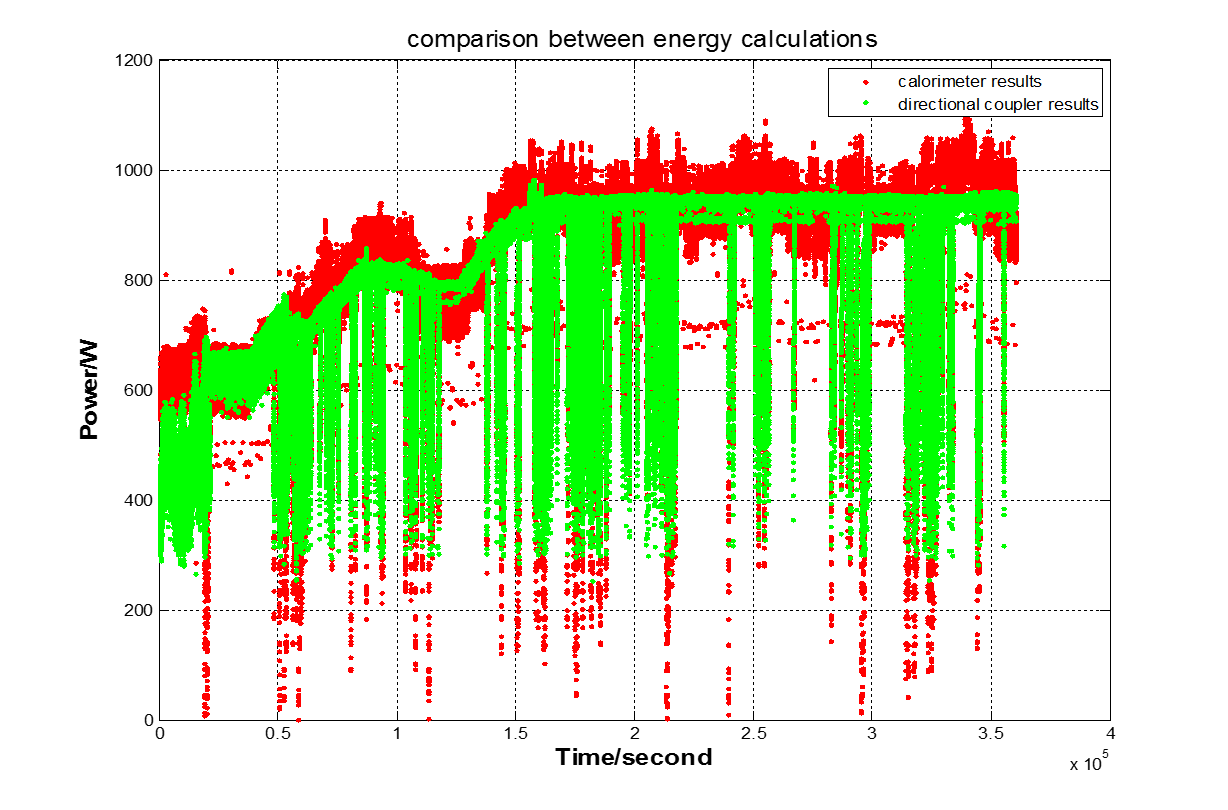 comparison between energy calculations
1200
1000
800
600
400
200
0
Power/W
calorimeter results
directional coupler results
0 0.5 1 1.5 2 2.5 3 3.5 4
Time/second
x 10^5